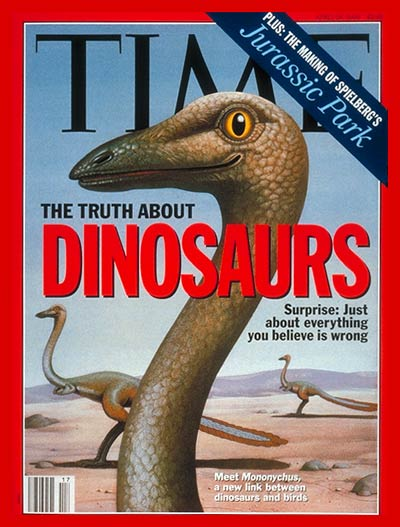 PLUS: THE MAKING OF SPIELBERG'S
Jurassic Park
TIME
THE TRUTH ABOUT
DINOSAURS
Surprise: Just
about everything
you believe is wrong
Meet Mononychus,
a new link between
dinosaurs and birds
17